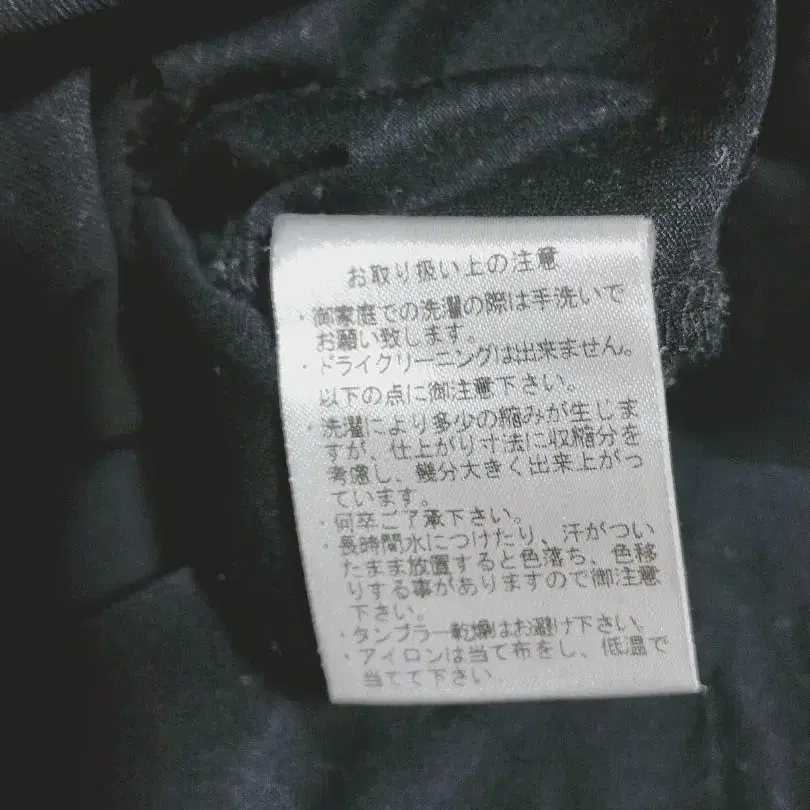 お取り扱い上の注意
・御家庭での洗濯の際は手洗いで
お願い致します。
・ドライクリーニングは出来ません。
以下の点に御注意下さい。
・洗濯により多少の縮みが生じま
すが、仕上がり寸法に収縮分を
考慮し、幾分大きく出来上がっ
ています。
・何卒ご了承下さい。
・長時間水につけたり、汗がつい
たまま放置すると色落ち、色移
りする事がありますので御注意
下さい。
・タンブラー乾燥はお避け下さい。
・アイロンは当て布をし、低温で
当てて下さい.